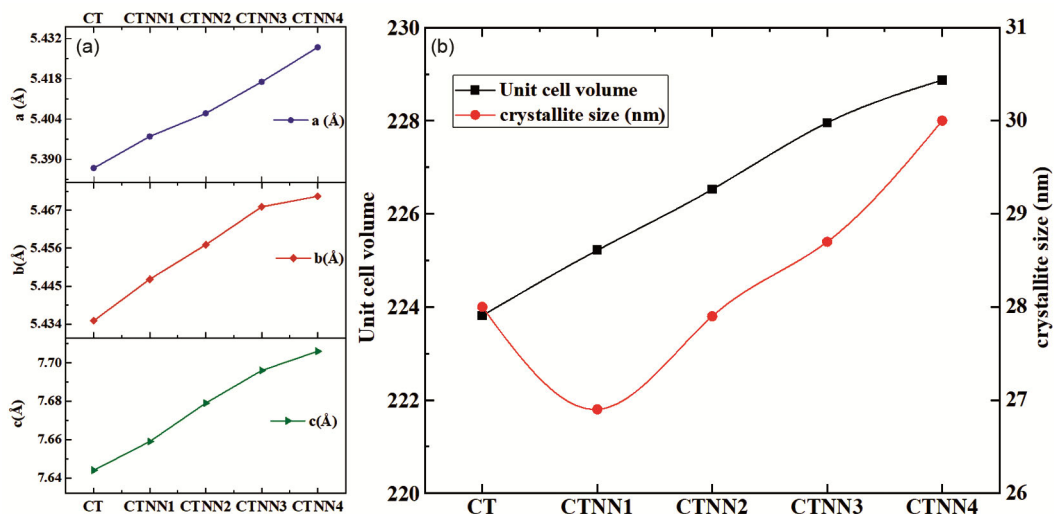 CT CTNN1 CTNN2 CTNN3 CTNN4
(a)
5.432
5.418
5.404
5.390
a (Å)
a (Å)
5.467
5.456
5.445
5.434
b(Å)
b(Å)
7.70
7.68
7.66
7.64
c(Å)
c(Å)
CT CTNN1 CTNN2 CTNN3 CTNN4
(b)
Unit cell volume
crystallite size (nm)
230
228
226
224
222
220
Unit cell volume
31
30
29
28
27
26
crystallite size (nm)
CT CTNN1 CTNN2 CTNN3 CTNN4